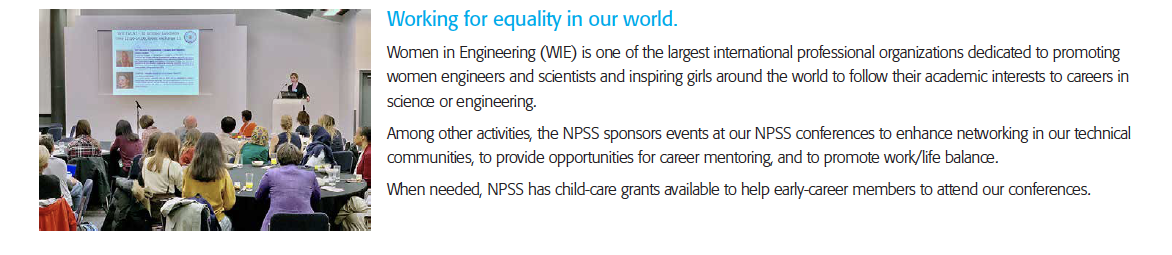 Working for equality in our world.
Women in Engineering (WIE) is one of the largest international professional organizations dedicated to promoting
women engineers and scientists and inspiring girls around the world to follow their academic interests to careers in
science or engineering.
Among other activities, the NPSS sponsors events at our NPSS conferences to enhance networking in our technical
communities, to provide opportunities for career mentoring, and to promote work/life balance.
When needed, NPSS has child-care grants available to help early-career members to attend our conferences.